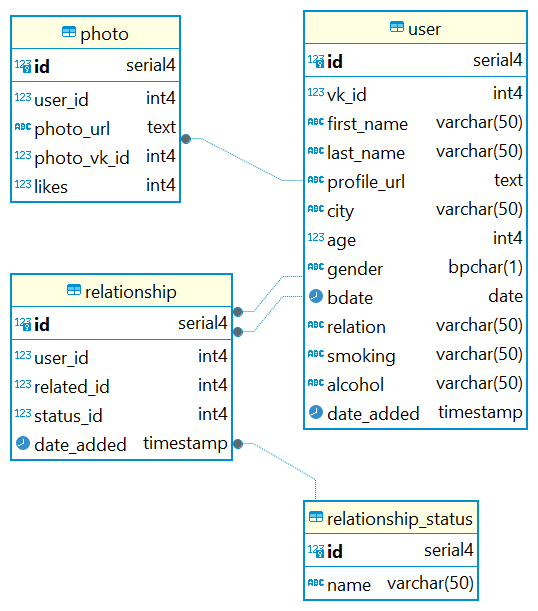 photo
123 id serial4
123 user_id int4
ABC photo_url text
123 photo_vk_id int4
123 likes int4
user
123 id serial4
123 vk_id int4
ABC first_name varchar(50)
ABC last_name varchar(50)
ABC profile_url text
ABC city varchar(50)
123 age int4
ABC gender bpchar(1)
bdate date
ABC relation varchar(50)
ABC smoking varchar(50)
ABC alcohol varchar(50)
date_added timestamp
relationship
123 id serial4
123 user_id int4
123 related_id int4
123 status_id int4
date_added timestamp
relationship_status
123 id serial4
ABC name varchar(50)